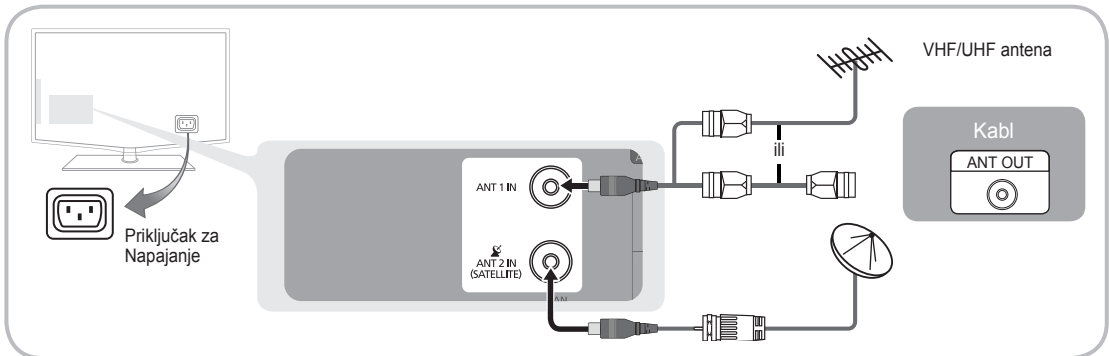 VHF/UHF antena
Kabl
ANT OUT
ili
ANT 1 IN
ANT 2 IN
(SATELLITE)
Priključak za
Napajanje